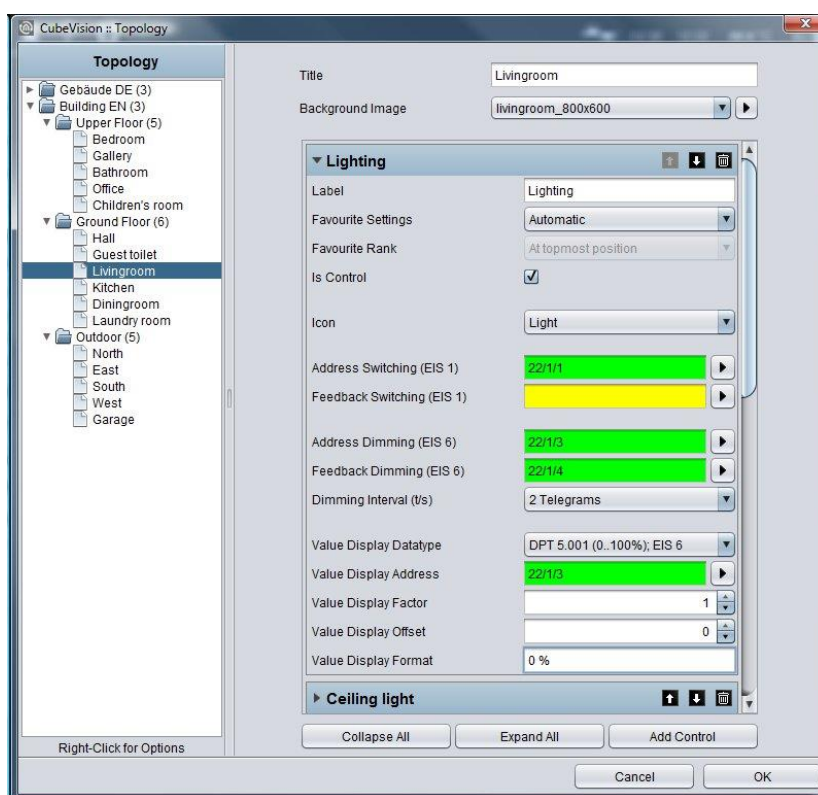 CubeVision :: Topology
Topology
Gebäude DE (3)
Building EN (3)
Upper Floor (5)
Bedroom
Gallery
Bathroom
Office
Children's room
Ground Floor (6)
Hall
Guest toilet
Livingroom
Kitchen
Diningroom
Laundry room
Outdoor (5)
North
East
South
West
Garage
Right-Click for Options
Title Livingroom
Background Image livingroom_800x600
Lighting
Label Lighting
Favourite Settings Automatic
Favourite Rank At topmost position
Is Control
Icon Light
Address Switching (EIS 1) 22/1/1
Feedback Switching (EIS 1)
Address Dimming (EIS 6) 22/1/3
Feedback Dimming (EIS 6) 22/1/4
Dimming Interval (t/s) 2 Telegrams
Value Display Datatype DPT 5.001 (0..100%); EIS 6
Value Display Address 22/1/3
Value Display Factor 1
Value Display Offset 0
Value Display Format 0 %
Ceiling light
Collapse All Expand All Add Control
Cancel OK